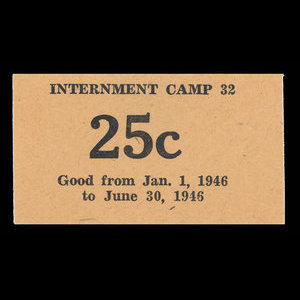 INTERNMENT CAMP 32
25c
Good from Jan. 1, 1946
to June 30, 1946